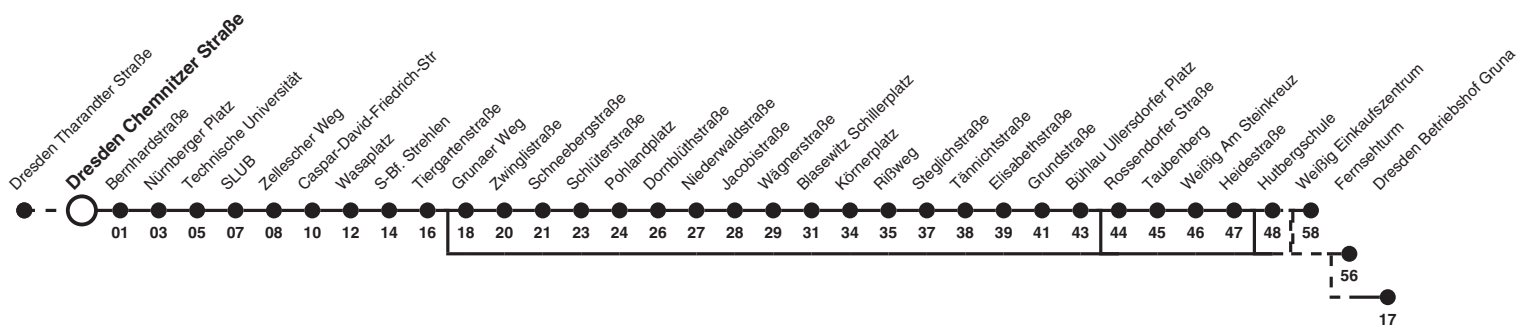 Dresden Tharandter Straße
Dresden Chemnitzer Straße
Bernhardstraße
Nürnberger Platz
Technische Universität
SLUB
Zellescher Weg
Caspar-David-Friedrich-Str
Wasaplatz
S-Bf. Strehlen
Tiergartenstraße
Grunaer Weg
Zwinglistraße
Schneebergstraße
Schlüterstraße
Pohlandplatz
Dornblüthstraße
Niederwaldstraße
Jacobistraße
Wägnerstraße
Blasewitz Schillerplatz
Körnerplatz
Rißweg
Steglichstraße
Tännichtstraße
Elisabethstraße
Grundstraße
Bühlau Ullersdorfer Platz
Rossendorfer Straße
Taubenberg
Weißig Am Steinkreuz
Heidestraße
Hutbergschule
Weißig Einkaufszentrum
Fernsehturm
Dresden Betriebshof Gruna
01 03 05 07 08 10 12 14 16 18 20 21 23 24 26 27 28 29 31 34 35 37 38 39 41 43 44 45 46 47 48 58
56
17